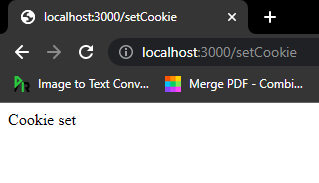 localhost:3000/setCookie
localhost:3000/setCookie
Image to Text Conv... Merge PDF - Combi...
Cookie set